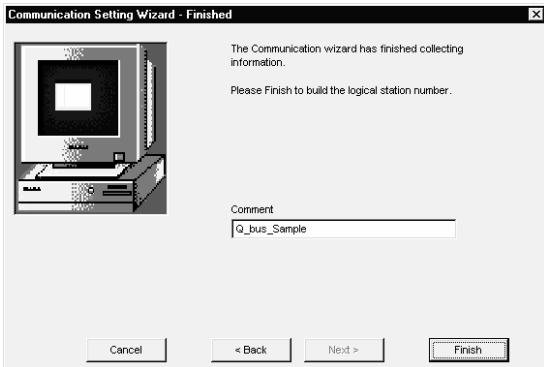 Communication Setting Wizard - Finished
The Communication wizard has finished collecting
information.
Please Finish to build the logical station number.
Comment
Q_bus_Sample
Cancel
< Back
Next >
Finish